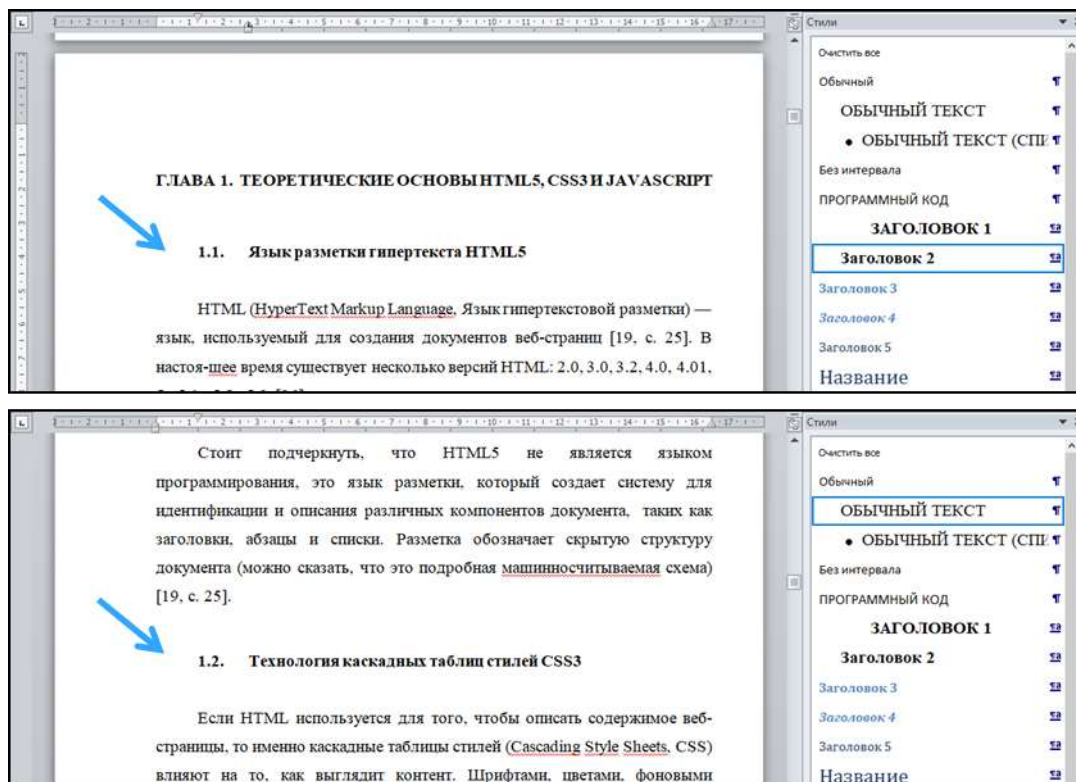 Стили
Очистить все
Обычный
ОБЫЧНЫЙ ТЕКСТ
ОБЫЧНЫЙ ТЕКСТ (СПИ
Без интервала
ПРОГРАММНЫЙ КОД
ЗАГОЛОВОК 1
Заголовок 2
Заголовок 3
Заголовок 4
Заголовок 5
Название
ГЛАВА 1. ТЕОРЕТИЧЕСКИЕ ОСНОВЫ HTML5, CSS3 И JAVASCRIPT
1.1. Язык разметки гипертекста HTML5
HTML (HyperText Markup Language, Язык гипертекстовой разметки) —
язык, используемый для создания документов веб-страниц [19, с. 25]. В
настоя-щее время существует несколько версий HTML: 2.0, 3.0, 3.2, 4.0, 4.01,
Стили
Очистить все
Обычный
ОБЫЧНЫЙ ТЕКСТ
ОБЫЧНЫЙ ТЕКСТ (СПИ
Без интервала
ПРОГРАММНЫЙ КОД
ЗАГОЛОВОК 1
Заголовок 2
Заголовок 3
Заголовок 4
Заголовок 5
Название
Стоит подчеркнуть, что HTML5 не является языком
программирования, это язык разметки, который создает систему для
идентификации и описания различных компонентов документа, таких как
заголовки, абзацы и списки. Разметка обозначает скрытую структуру
документа (можно сказать, что это подробная машинносчитываемая схема)
[19, с. 25].
1.2. Технология каскадных таблиц стилей CSS3
Если HTML используется для того, чтобы описать содержимое веб-
страницы, то именно каскадные таблицы стилей (Cascading Style Sheets, CSS)
влияют на то, как выглядит контент. Шрифтами, цветами, фоновыми